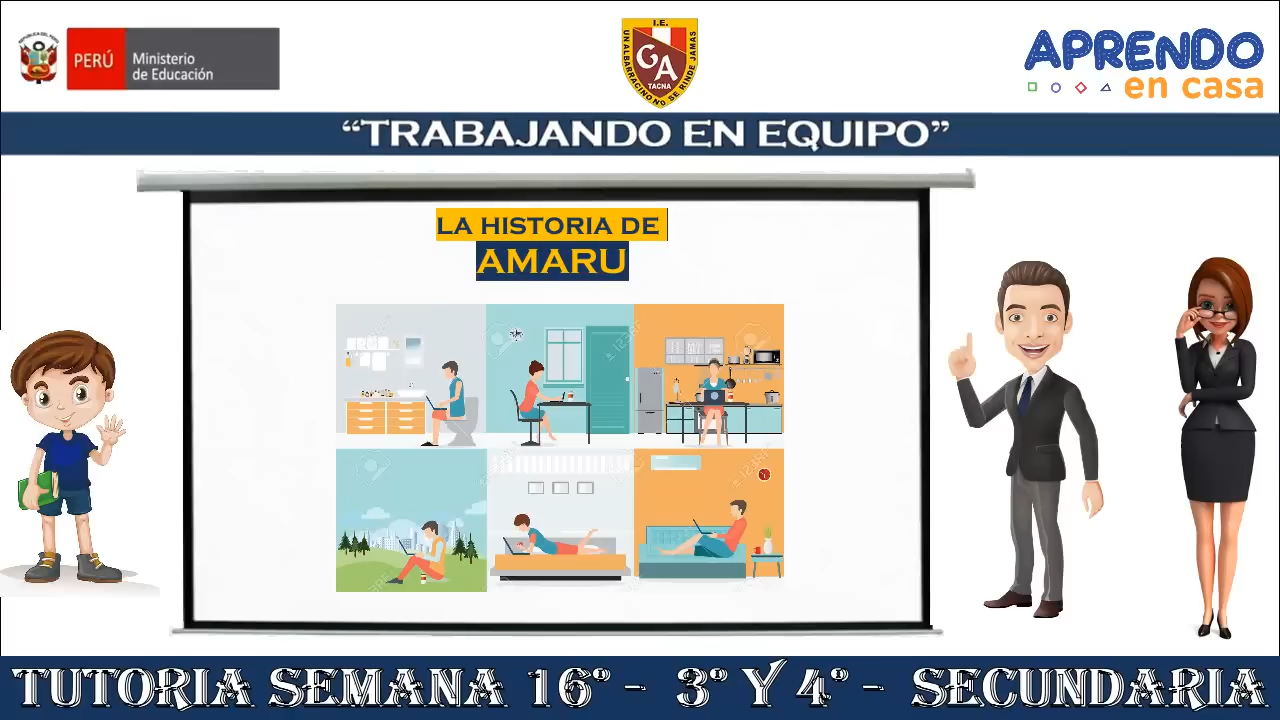 PERÚ
Ministerio
de Educación
I.E.
UN ALBARRACINO NO SE RINDE JAMAS
GA
TACNA
APRENDO
en casa
“TRABAJANDO EN EQUIPO”
LA HISTORIA DE
AMARU
TUTORIA SEMANA 16° - 3° Y 4° - SECUNDARIA